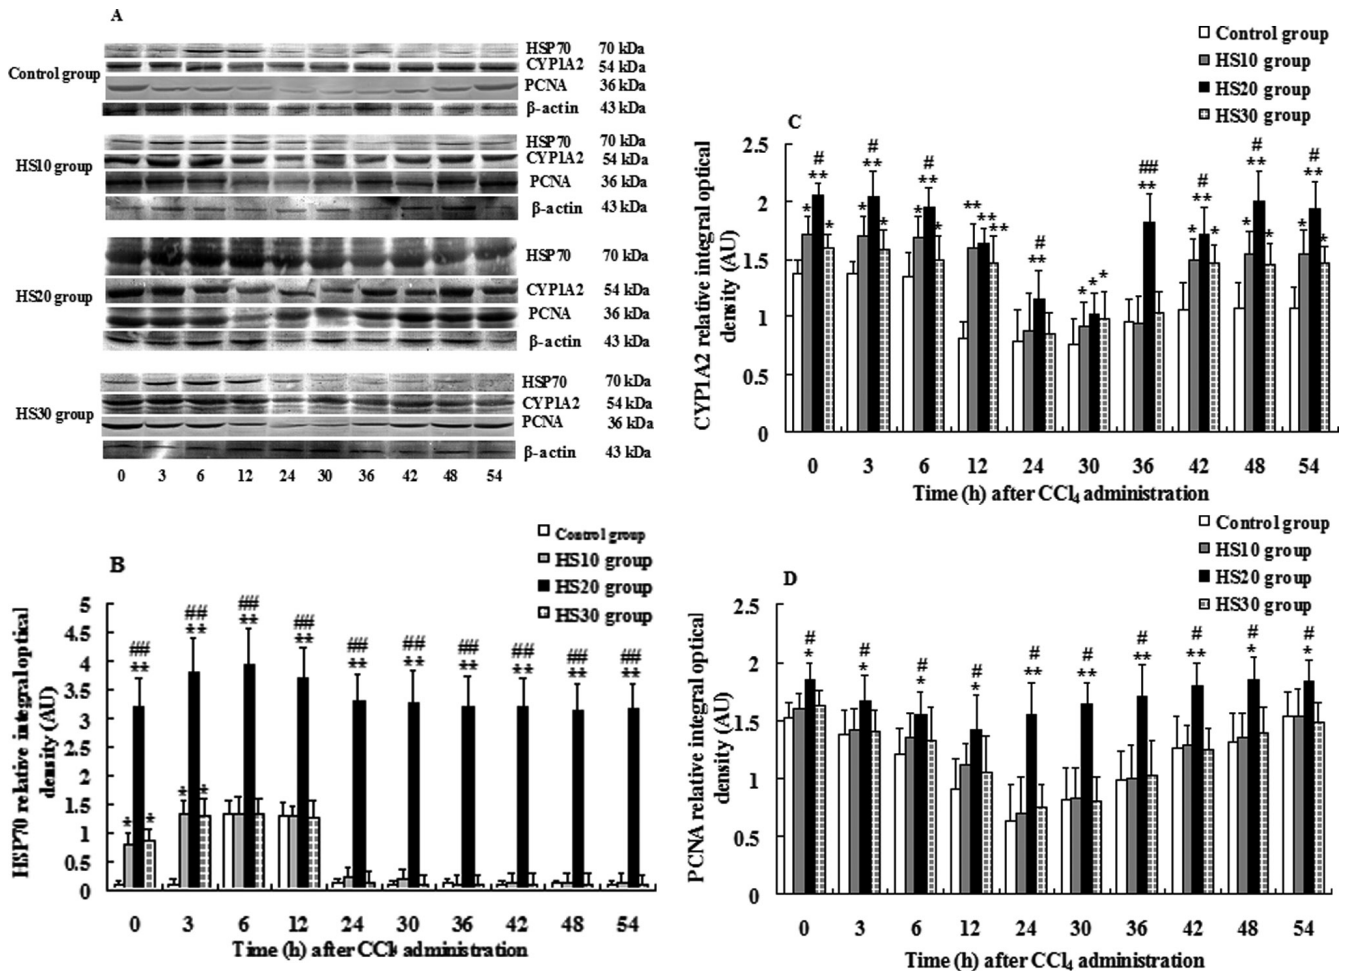 A
Control group
HSP70 70 kDa
CYP1A2 54 kDa
PCNA 36 kDa
β-actin 43 kDa
HS10 group
HSP70 70 kDa
CYP1A2 54 kDa
PCNA 36 kDa
β-actin 43 kDa
HS20 group
HSP70 70 kDa
CYP1A2 54 kDa
PCNA 36 kDa
β-actin 43 kDa
HS30 group
HSP70 70 kDa
CYP1A2 54 kDa
PCNA 36 kDa
β-actin 43 kDa
0 3 6 12 24 30 36 42 48 54
B
Control group
HS10 group
HS20 group
HS30 group
HSP70 relative integral optical
density (AU)
5
4.5
4
3.5
3
2.5
2
1.5
1
0.5
0
## ## ## ## ## ## ## ## ## ##
** ** ** ** ** ** ** ** ** **
* * * *
0 3 6 12 24 30 36 42 48 54
Time (h) after CCl4 administration
C
Control group
HS10 group
HS20 group
HS30 group
CYP1A2 relative integral optical
density (AU)
2.5
2
1.5
1
0.5
0
# # # # ## # # #
** ** ** ** ** ** ** ** **
* * * * * * ** ** * * * * * * * * *
0 3 6 12 24 30 36 42 48 54
Time (h) after CCl₄ administration
D
Control group
HS10 group
HS20 group
HS30 group
PCNA relative integral optical
density (AU)
2.5
2
1.5
1
0.5
0
# # # # # # # # # #
* * * * ** ** ** ** * *
0 3 6 12 24 30 36 42 48 54
Time (h) after CCl₄ administration